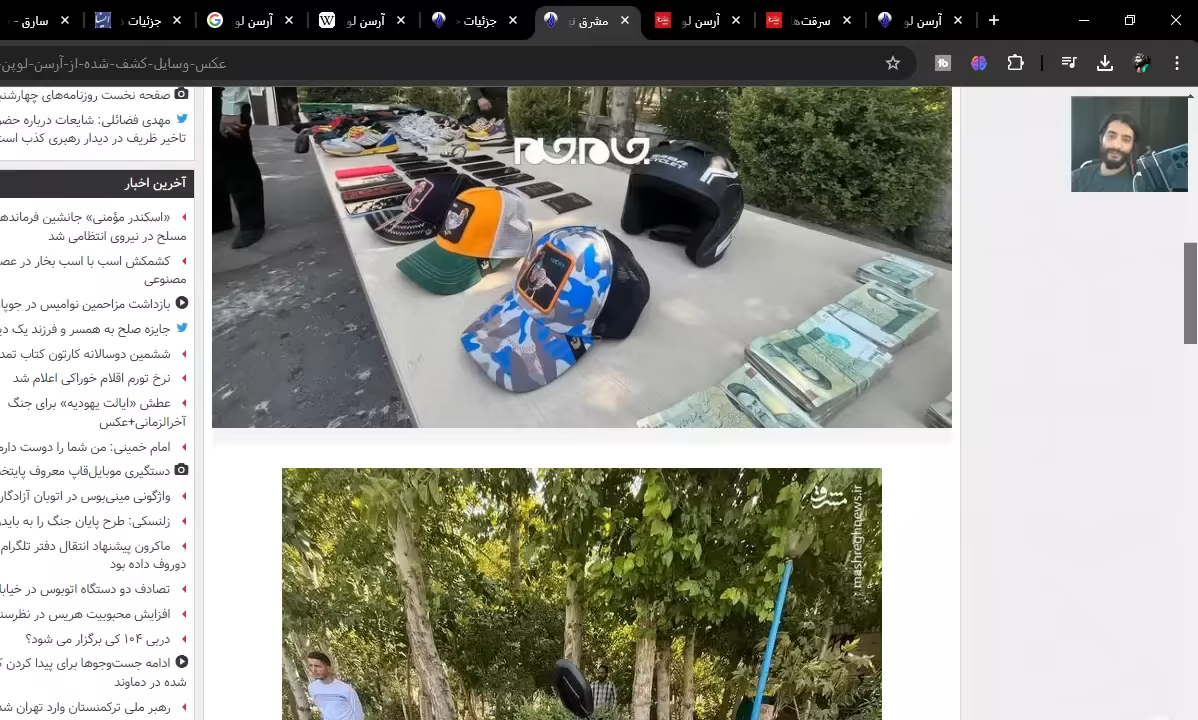 سارق
جزئیات
آرسن لو
آرسن لو
جزئیات
مشرق نی
آرسن لو
سرقت‌ها
آرسن لو
عکس-وسایل-کشف-شده-از-آرسن-لوپن-
صفحه نخست روزنامه‌های چهارشنب
مهدی فضائلی: شایعات درباره حضو
تاخیر ظریف در دیدار رهبری کذب است
آخرین اخبار
«اسکندر مؤمنی» جانشین فرمانده
مسلح در نیروی انتظامی شد
کشمکش اسب با اسب بخار در عصر
مصنوعی
بازداشت مزاحمین نوامیس در جویبار
جایزه صلح به همسر و فرزند یک
ششمین دوسالانه کارتون کتاب تمد
نرخ تورم اقلام خوراکی اعلام شد
عطش «ایالت یهودیه» برای جنگ
آخرالزمانی+عکس
امام خمینی: من شما را دوست دار
دستگیری موبایل‌قاپ معروف پایتخ
واژگونی مینی‌بوس در اتوبان آزادگا
زلنسکی: طرح پایان جنگ را به باید
ماکرون پیشنهاد انتقال دفتر تلگرام
دوروف داده بود
تصادف دو دستگاه اتوبوس در خیابا
افزایش محبوبیت هریس در نظرسن
دربی ۱۰۴ کی برگزار می شود؟
ادامه جست‌وجوها برای پیدا کردن
شده در دماوند
رهبر ملی ترکمنستان وارد تهران شد
جام‌جم
مشرق
mashreghnews.ir